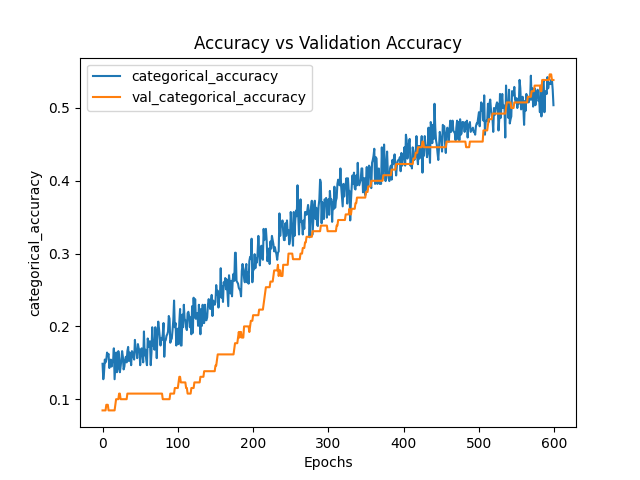 Accuracy vs Validation Accuracy
categorical_accuracy
val_categorical_accuracy
categorical_accuracy
0.5
0.4
0.3
0.2
0.1
0 100 200 300 400 500 600
Epochs